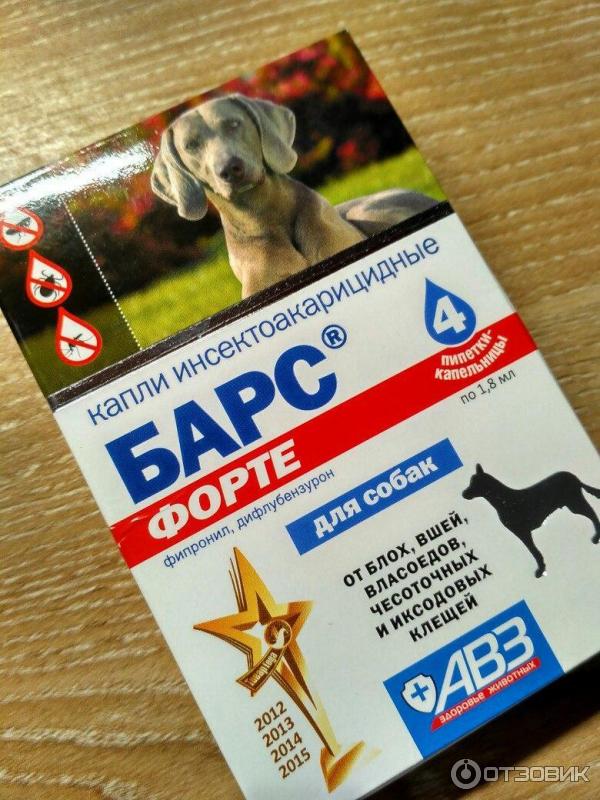 капли инсектоакарицидные
БАРС®
ФОРТЕ
фипронил, дифлубензурон
4
пипетки-
капельницы
по 1,8 мл
для собак
ОТ БЛОХ, ВШЕЙ,
ВЛАСОЕДОВ,
ЧЕСОТОЧНЫХ
И ИКСОДОВЫХ
КЛЕЩЕЙ
2012
2013
2014
2015
АВЗ
здоровье животных
ОТЗОВИК